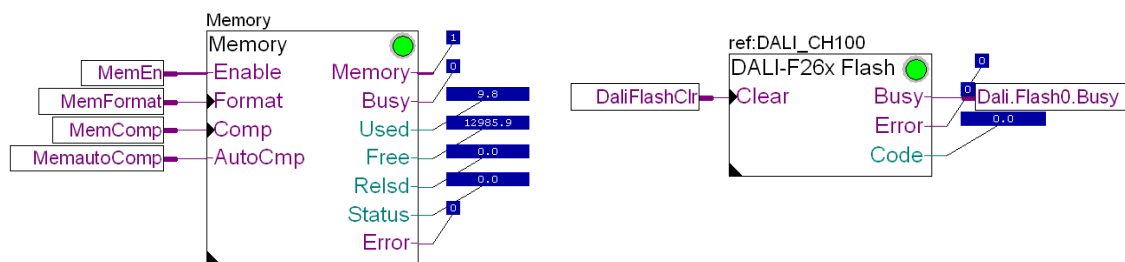 Memory
Memory
MemEn
Enable
Memory
1
MemFormat
Format
Busy
0
MemComp
Comp
Used
9.8
MemautoComp
AutoCmp
Free
12985.9
Relsd
0.0
Status
0.0
Error
0
ref:DALI_CH100
DALI-F26x Flash
DaliFlashClr
Clear
Busy
0
Dali.Flash0.Busy
Error
0
Code
0.0